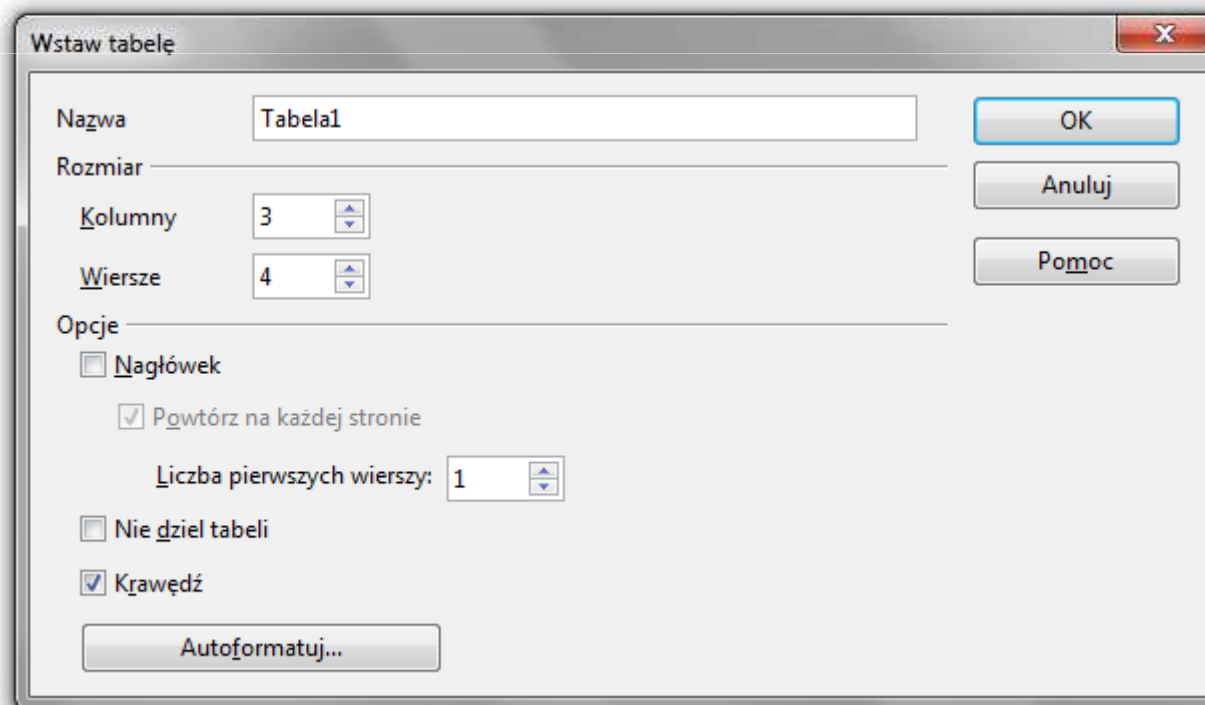 Wstaw tabelę
Nazwa Tabela1 OK
Rozmiar Anuluj
Kolumny 3
Wiersze 4 Pomoc
Opcje
Nagłówek
Powtórz na każdej stronie
Liczba pierwszych wierszy: 1
Nie dziel tabeli
Krawędź
Autoformatuj...